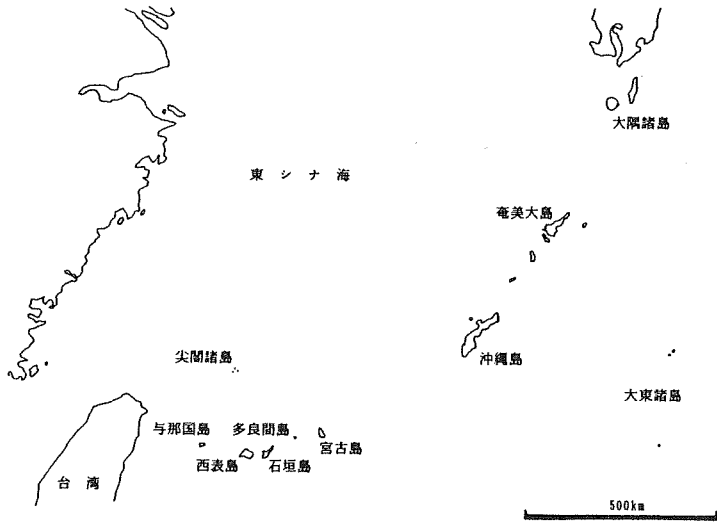 大隅諸島
東シナ海
奄美大島
尖閣諸島
沖縄島
大東諸島
与那国島
多良間島
宮古島
西表島
石垣島
台湾
500km